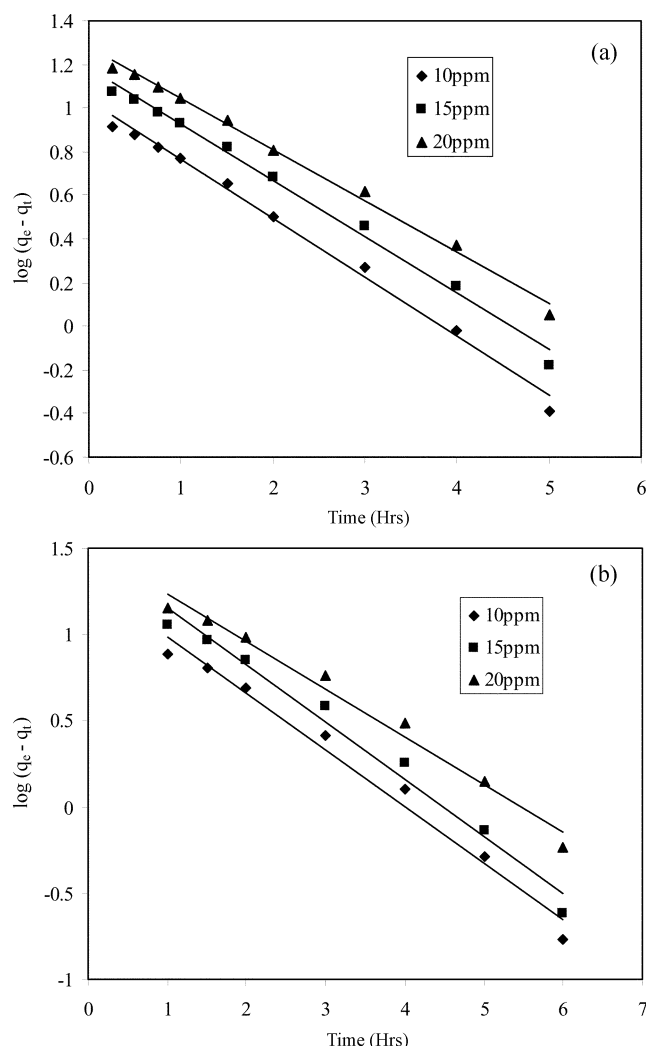 (a)
10ppm
15ppm
20ppm
log (qe - qt)
1.4
1.2
1
0.8
0.6
0.4
0.2
0
-0.2
-0.4
-0.6
0 1 2 3 4 5 6
Time (Hrs)
(b)
10ppm
15ppm
20ppm
log (qe - qt)
1.5
1
0.5
0
-0.5
-1
0 1 2 3 4 5 6 7
Time (Hrs)